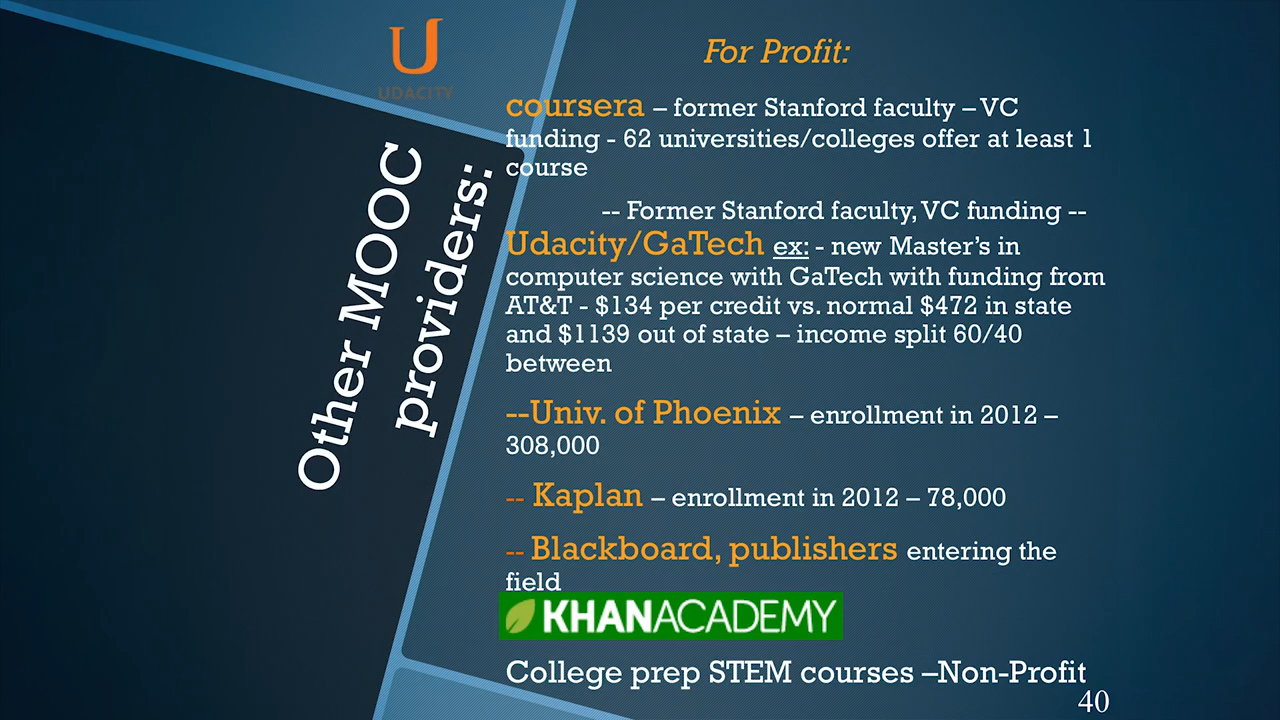 U
UDACITY
Other MOOC
providers:
For Profit:
coursera – former Stanford faculty – VC
funding - 62 universities/colleges offer at least 1
course
-- Former Stanford faculty, VC funding --
Udacity/GaTech ex: - new Master's in
computer science with GaTech with funding from
AT&T - $134 per credit vs. normal $472 in state
and $1139 out of state – income split 60/40
between
--Univ. of Phoenix – enrollment in 2012 –
308,000
-- Kaplan – enrollment in 2012 – 78,000
-- Blackboard, publishers entering the
field
KHANACADEMY
College prep STEM courses –Non-Profit
40